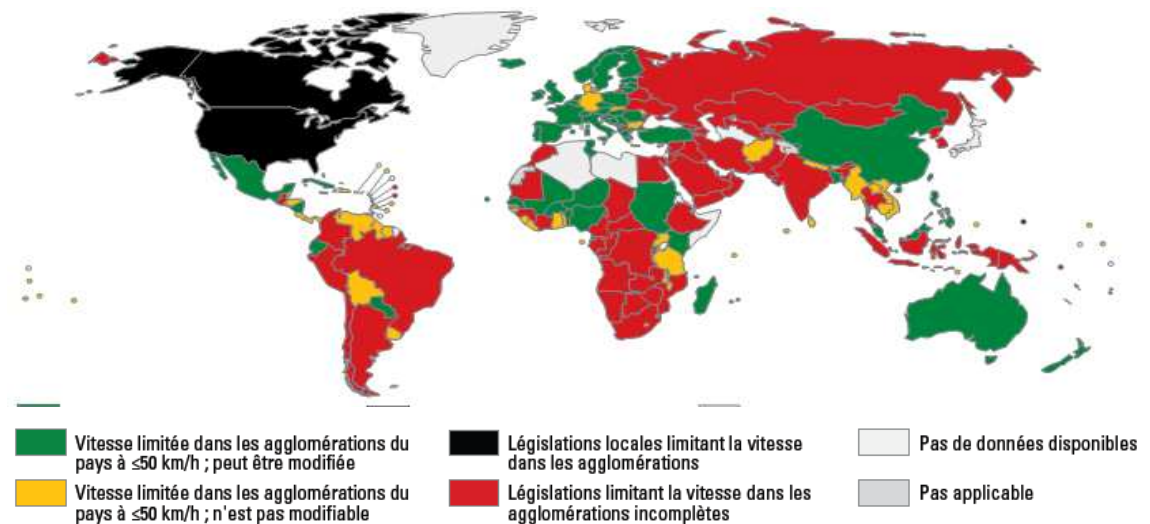 Vitesse limitée dans les agglomérations du
pays à ≤50 km/h ; peut être modifiée
Vitesse limitée dans les agglomérations du
pays à ≤50 km/h ; n'est pas modifiable
Législations locales limitant la vitesse
dans les agglomérations
Législations limitant la vitesse dans les
agglomérations incomplètes
Pas de données disponibles
Pas applicable